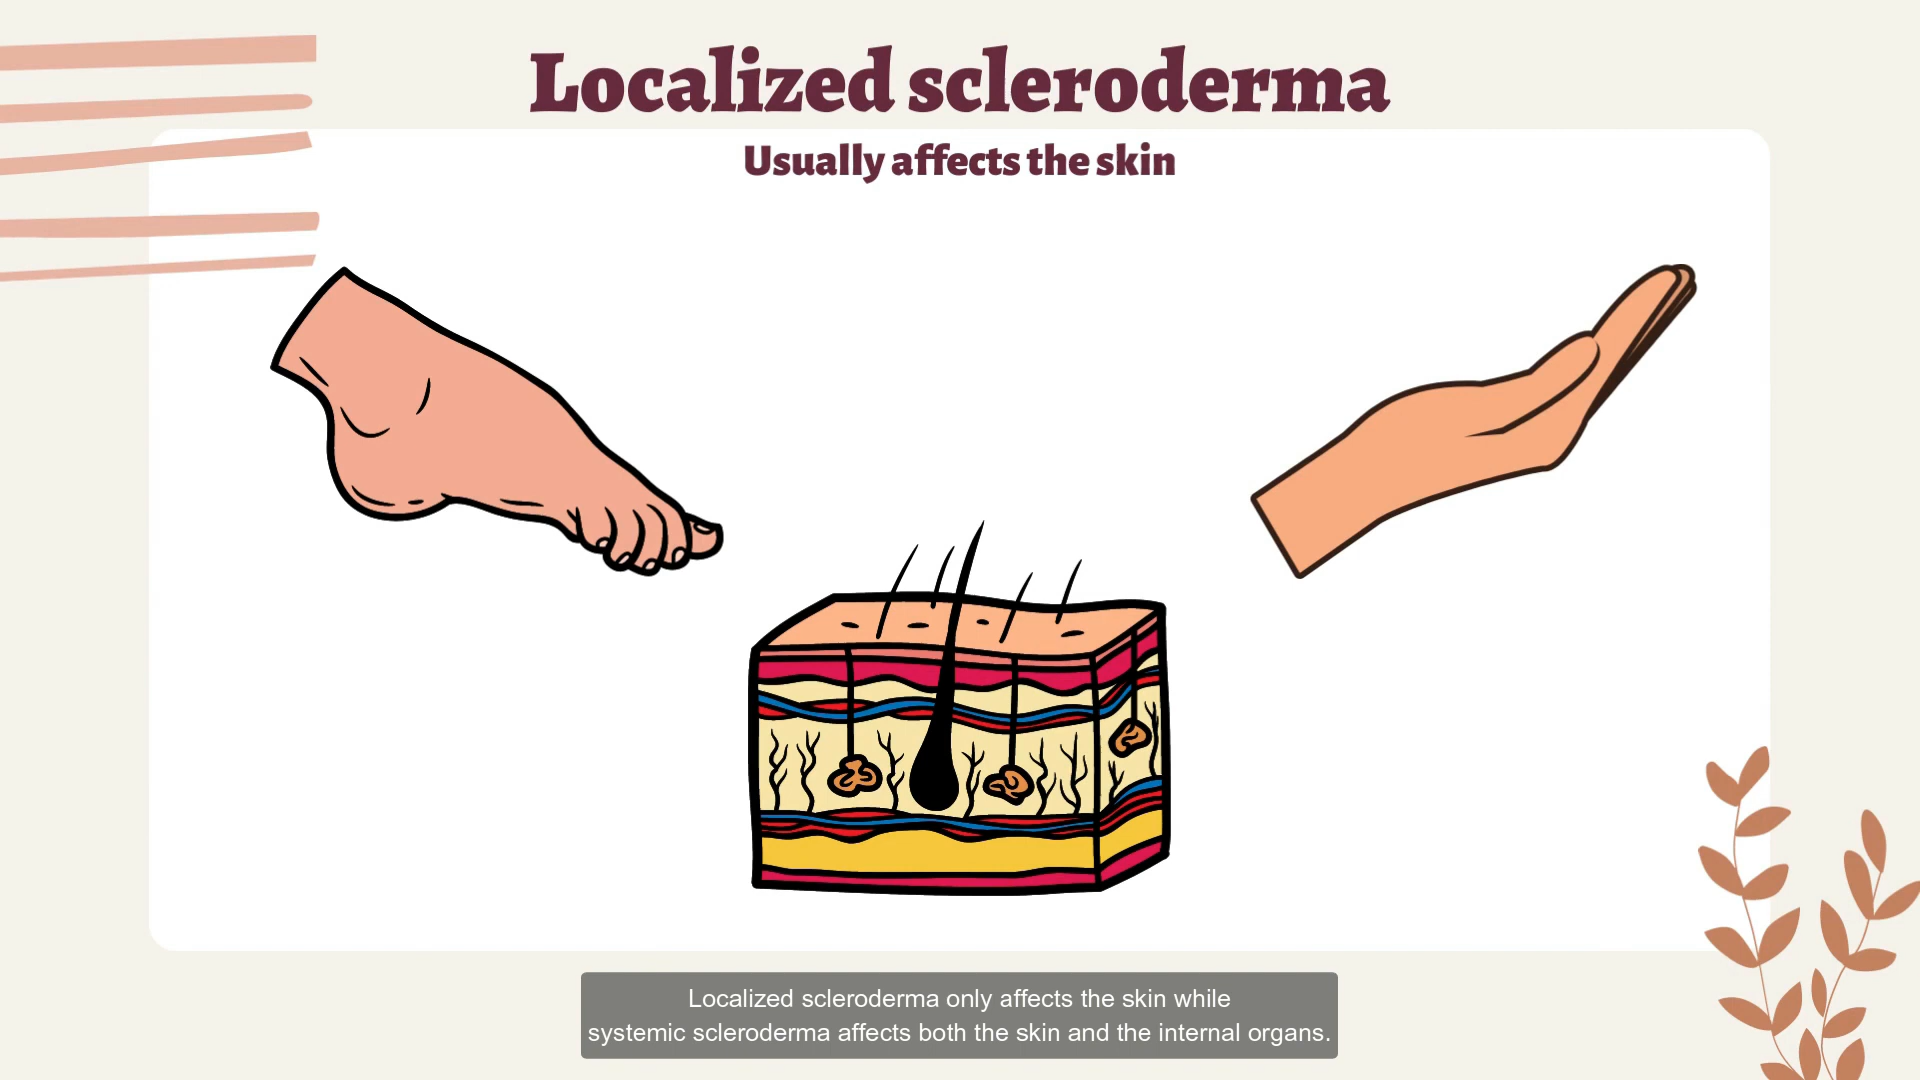 Localized scleroderma
Usually affects the skin
Localized scleroderma only affects the skin while
systemic scleroderma affects both the skin and the internal organs.